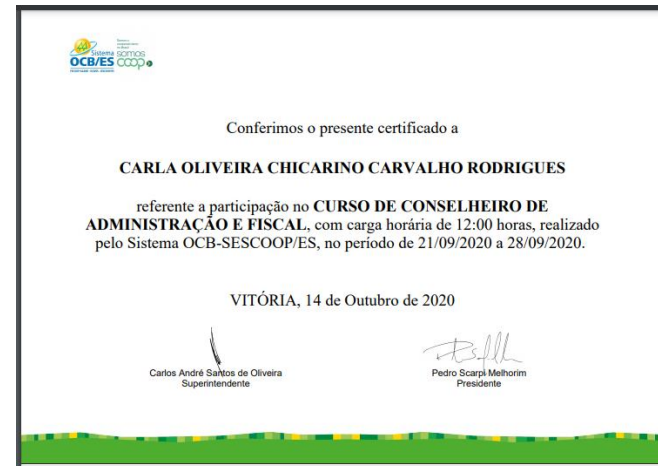 Sistema
OCB/ES
somos
coop
Conferimos o presente certificado a
CARLA OLIVEIRA CHICARINO CARVALHO RODRIGUES
referente a participação no CURSO DE CONSELHEIRO DE
ADMINISTRAÇÃO E FISCAL, com carga horária de 12:00 horas, realizado
pelo Sistema OCB-SESCOOP/ES, no período de 21/09/2020 a 28/09/2020.
VITÓRIA, 14 de Outubro de 2020
Carlos André Santos de Oliveira
Superintendente
Pedro Scarpi Melhorim
Presidente